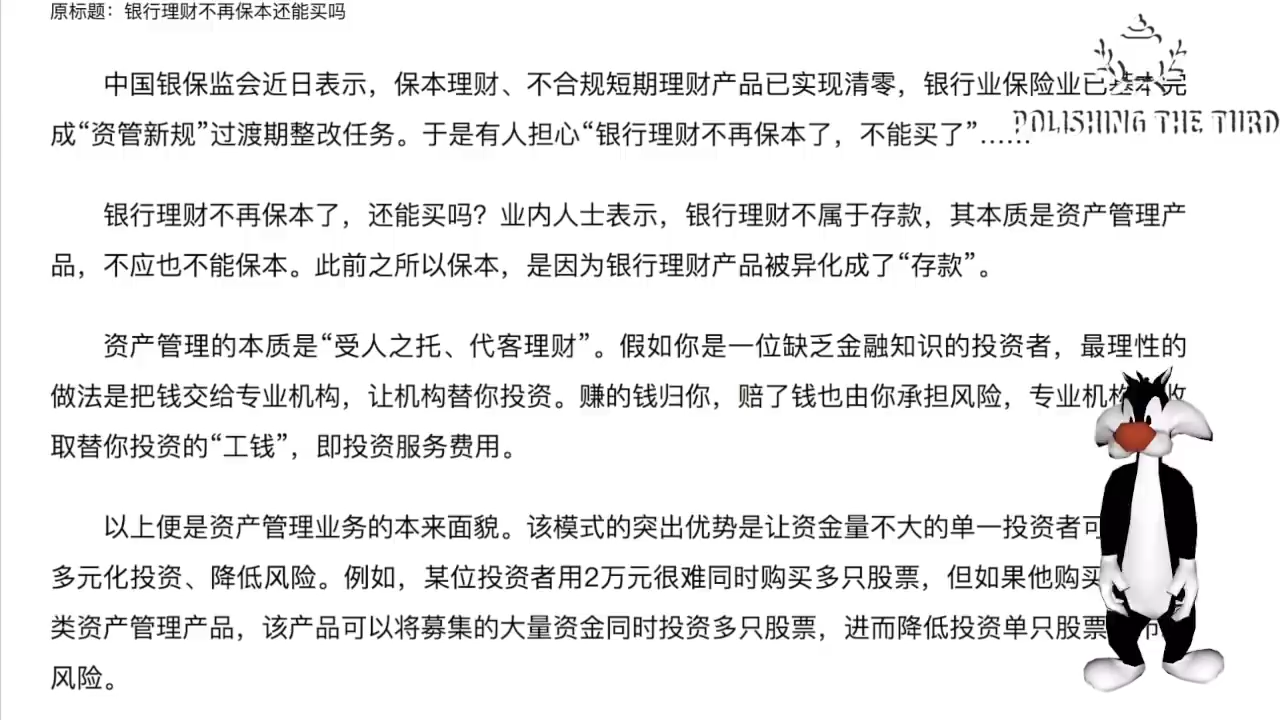 原标题：银行理财不再保本还能买吗
中国银保监会近日表示，保本理财、不合规短期理财产品已实现清零，银行业保险业已基本完
成“资管新规”过渡期整改任务。于是有人担心“银行理财不再保本了，不能买了”……
POLISHING THE TURD
银行理财不再保本了，还能买吗？业内人士表示，银行理财不属于存款，其本质是资产管理产
品，不应也不能保本。此前之所以保本，是因为银行理财产品被异化成了“存款”。
资产管理的本质是“受人之托、代客理财”。假如你是一位缺乏金融知识的投资者，最理性的
做法是把钱交给专业机构，让机构替你投资。赚的钱归你，赔了钱也由你承担风险，专业机构收
取替你投资的“工钱”，即投资服务费用。
以上便是资产管理业务的本来面貌。该模式的突出优势是让资金量不大的单一投资者可
多元化投资、降低风险。例如，某位投资者用2万元很难同时购买多只股票，但如果他购买
类资产管理产品，该产品可以将募集的大量资金同时投资多只股票，进而降低投资单只股票
风险。